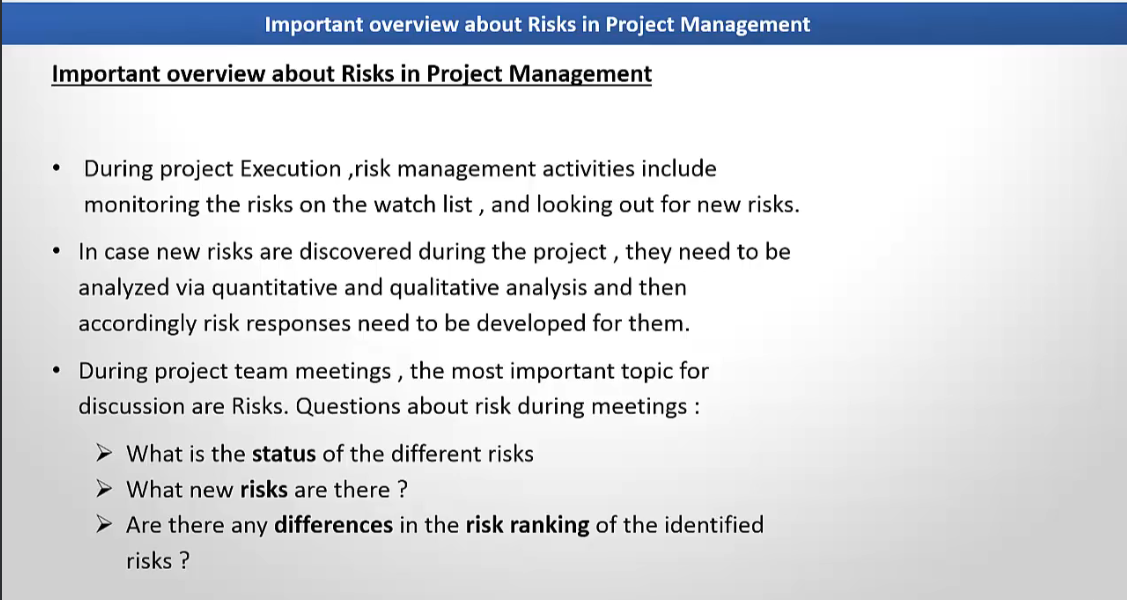 Important overview about Risks in Project Management
Important overview about Risks in Project Management
• During project Execution ,risk management activities include
monitoring the risks on the watch list , and looking out for new risks.
• In case new risks are discovered during the project , they need to be
analyzed via quantitative and qualitative analysis and then
accordingly risk responses need to be developed for them.
• During project team meetings , the most important topic for
discussion are Risks. Questions about risk during meetings :
➢ What is the status of the different risks
➢ What new risks are there ?
➢ Are there any differences in the risk ranking of the identified
risks ?